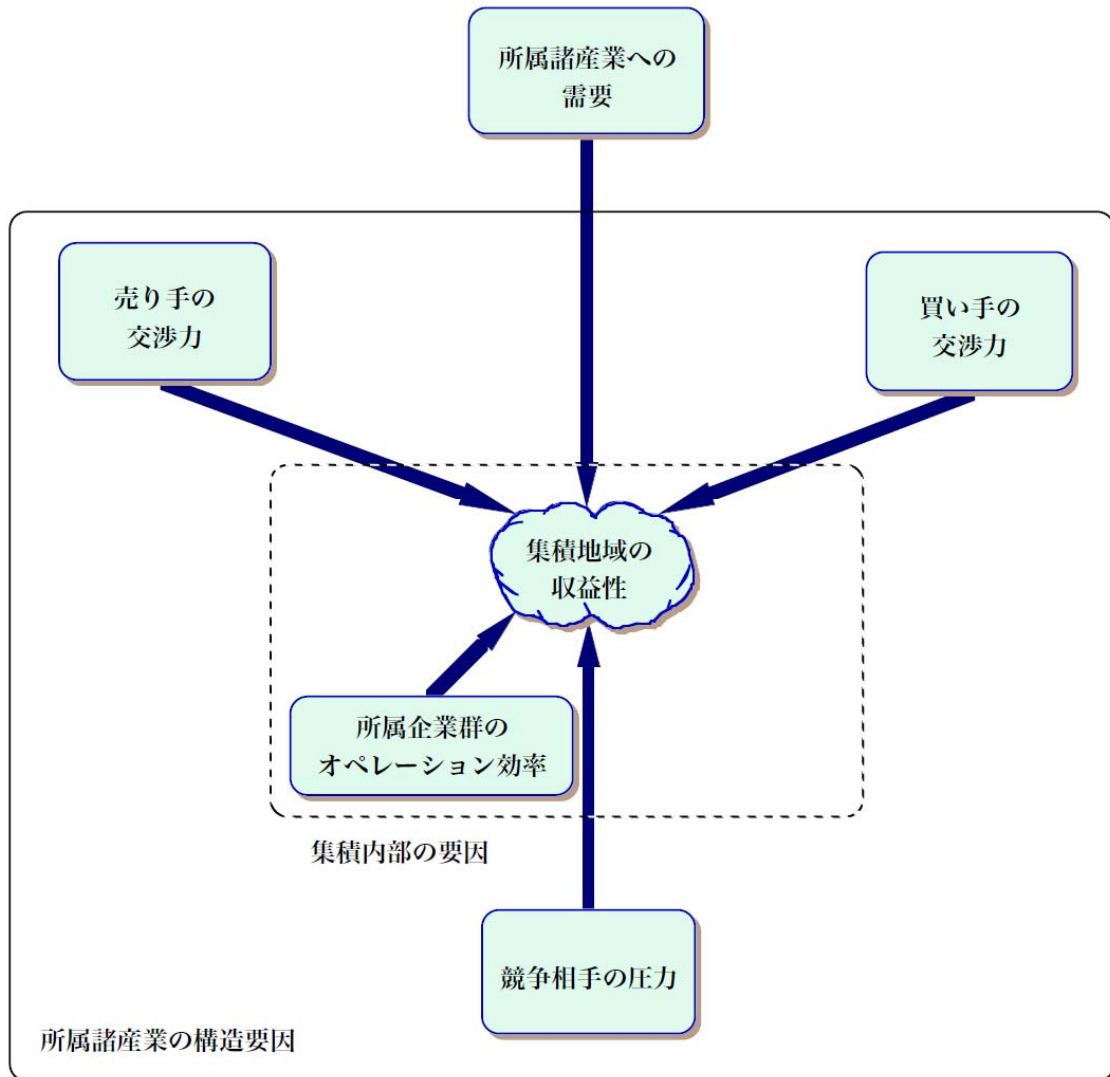 所属諸産業への
需要
売り手の
交渉力
買い手の
交渉力
集積地域の
収益性
所属企業群の
オペレーション効率
集積内部の要因
競争相手の圧力
所属諸産業の構造要因